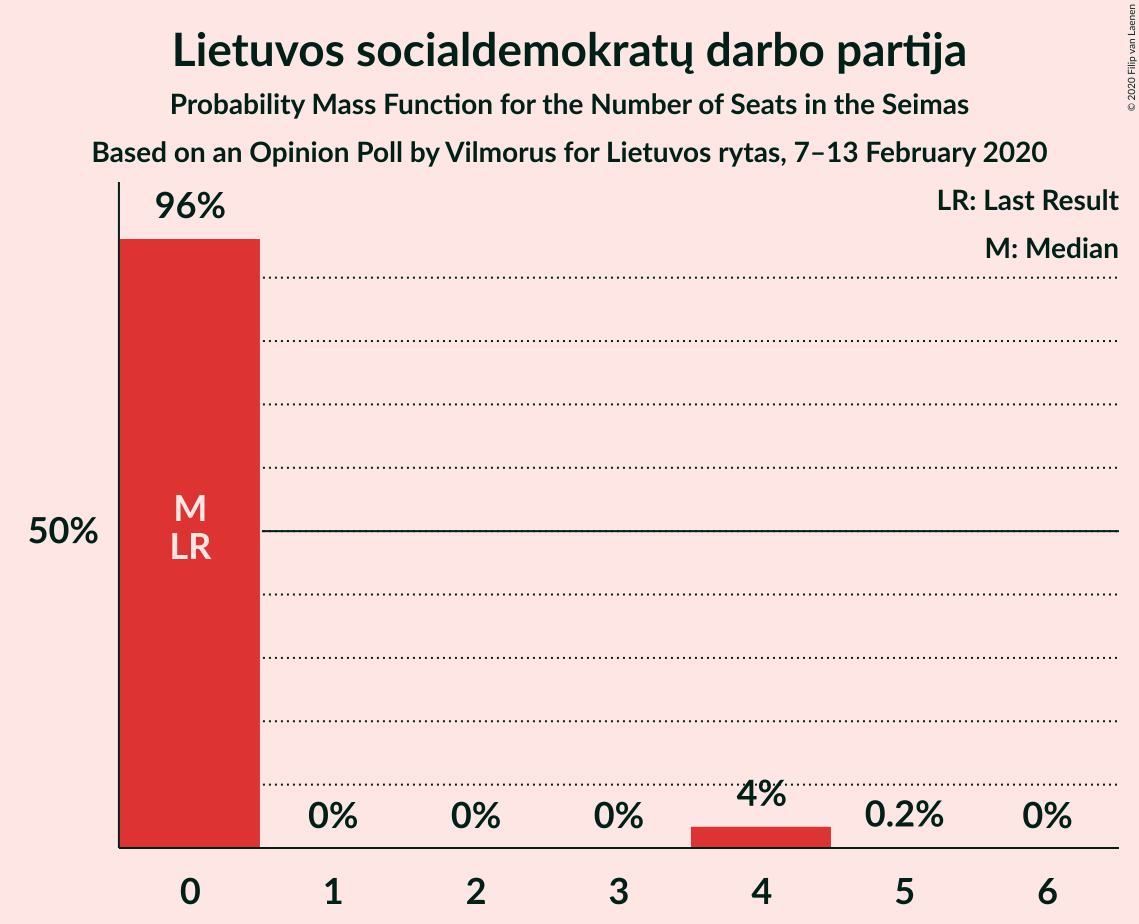 Lietuvos socialdemokratų darbo partija
Probability Mass Function for the Number of Seats in the Seimas
Based on an Opinion Poll by Vilmorus for Lietuvos rytas, 7–13 February 2020
© 2020 Filip van Laenen
LR: Last Result
M: Median
96%
50%
M
LR
0%
0%
0%
4%
0.2%
0%
0
1
2
3
4
5
6